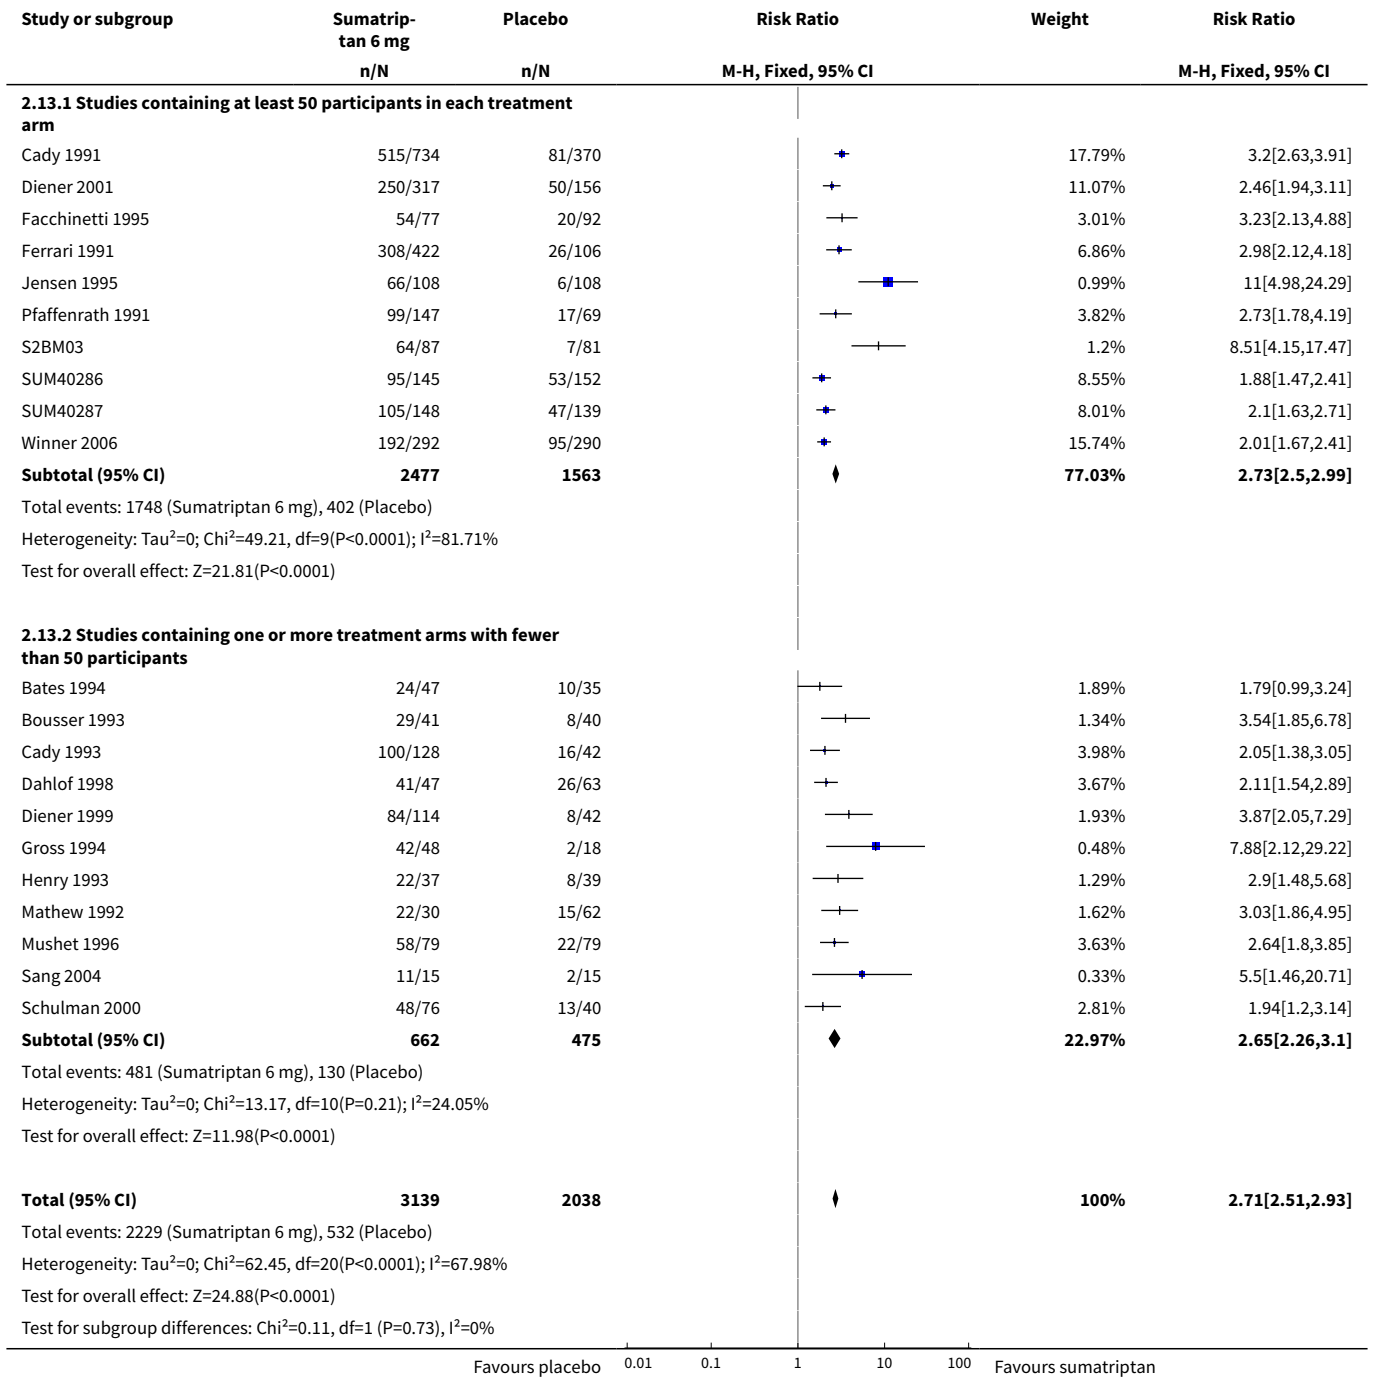 Study or subgroup Sumatrip- Placebo Risk Ratio Weight Risk Ratio
tan 6 mg
n/N n/N M-H, Fixed, 95% CI M-H, Fixed, 95% CI
2.13.1 Studies containing at least 50 participants in each treatment
arm
Cady 1991 515/734 81/370 17.79% 3.2[2.63,3.91]
Diener 2001 250/317 50/156 11.07% 2.46[1.94,3.11]
Facchinetti 1995 54/77 20/92 3.01% 3.23[2.13,4.88]
Ferrari 1991 308/422 26/106 6.86% 2.98[2.12,4.18]
Jensen 1995 66/108 6/108 0.99% 11[4.98,24.29]
Pfaffenrath 1991 99/147 17/69 3.82% 2.73[1.78,4.19]
S2BM03 64/87 7/81 1.2% 8.51[4.15,17.47]
SUM40286 95/145 53/152 8.55% 1.88[1.47,2.41]
SUM40287 105/148 47/139 8.01% 2.1[1.63,2.71]
Winner 2006 192/292 95/290 15.74% 2.01[1.67,2.41]
Subtotal (95% CI) 2477 1563 77.03% 2.73[2.5,2.99]
Total events: 1748 (Sumatriptan 6 mg), 402 (Placebo)
Heterogeneity: Tau²=0; Chi²=49.21, df=9(P<0.0001); I²=81.71%
Test for overall effect: Z=21.81(P<0.0001)
2.13.2 Studies containing one or more treatment arms with fewer
than 50 participants
Bates 1994 24/47 10/35 1.89% 1.79[0.99,3.24]
Bousser 1993 29/41 8/40 1.34% 3.54[1.85,6.78]
Cady 1993 100/128 16/42 3.98% 2.05[1.38,3.05]
Dahlof 1998 41/47 26/63 3.67% 2.11[1.54,2.89]
Diener 1999 84/114 8/42 1.93% 3.87[2.05,7.29]
Gross 1994 42/48 2/18 0.48% 7.88[2.12,29.22]
Henry 1993 22/37 8/39 1.29% 2.9[1.48,5.68]
Mathew 1992 22/30 15/62 1.62% 3.03[1.86,4.95]
Mushet 1996 58/79 22/79 3.63% 2.64[1.8,3.85]
Sang 2004 11/15 2/15 0.33% 5.5[1.46,20.71]
Schulman 2000 48/76 13/40 2.81% 1.94[1.2,3.14]
Subtotal (95% CI) 662 475 22.97% 2.65[2.26,3.1]
Total events: 481 (Sumatriptan 6 mg), 130 (Placebo)
Heterogeneity: Tau²=0; Chi²=13.17, df=10(P=0.21); I²=24.05%
Test for overall effect: Z=11.98(P<0.0001)
Total (95% CI) 3139 2038 100% 2.71[2.51,2.93]
Total events: 2229 (Sumatriptan 6 mg), 532 (Placebo)
Heterogeneity: Tau²=0; Chi²=62.45, df=20(P<0.0001); I²=67.98%
Test for overall effect: Z=24.88(P<0.0001)
Test for subgroup differences: Chi²=0.11, df=1 (P=0.73), I²=0%
Favours placebo 0.01 0.1 1 10 100 Favours sumatriptan